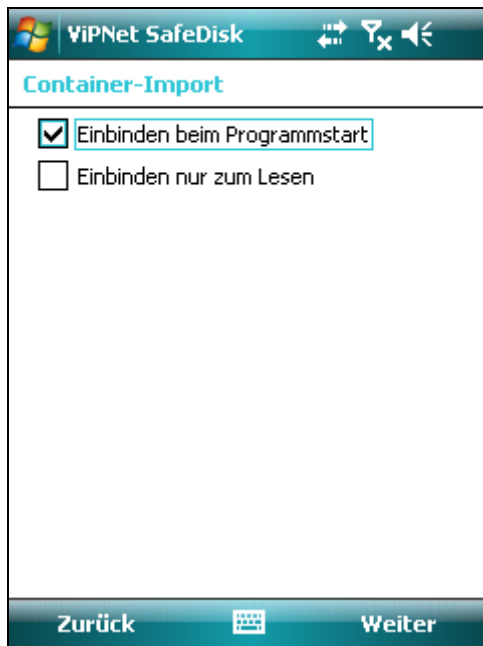 ViPNet SafeDisk
Container-Import
Einbinden beim Programmstart
Einbinden nur zum Lesen
Zurück Weiter